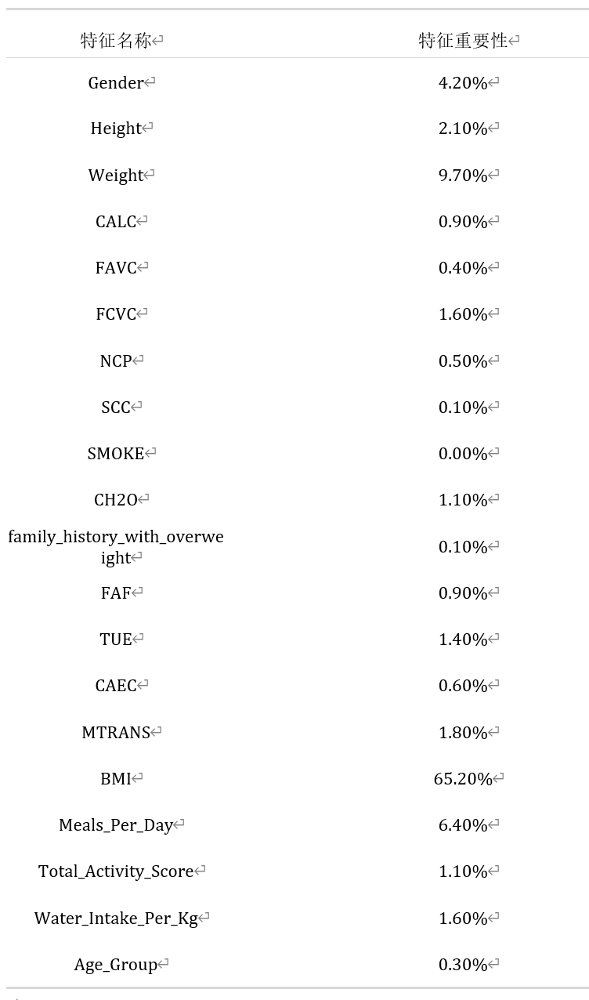 特征名称 特征重要性
Gender 4.20%
Height 2.10%
Weight 9.70%
CALC 0.90%
FAVC 0.40%
FCVC 1.60%
NCP 0.50%
SCC 0.10%
SMOKE 0.00%
CH2O 1.10%
family_history_with_overwe
ight 0.10%
FAF 0.90%
TUE 1.40%
CAEC 0.60%
MTRANS 1.80%
BMI 65.20%
Meals_Per_Day 6.40%
Total_Activity_Score 1.10%
Water_Intake_Per_Kg 1.60%
Age_Group 0.30%